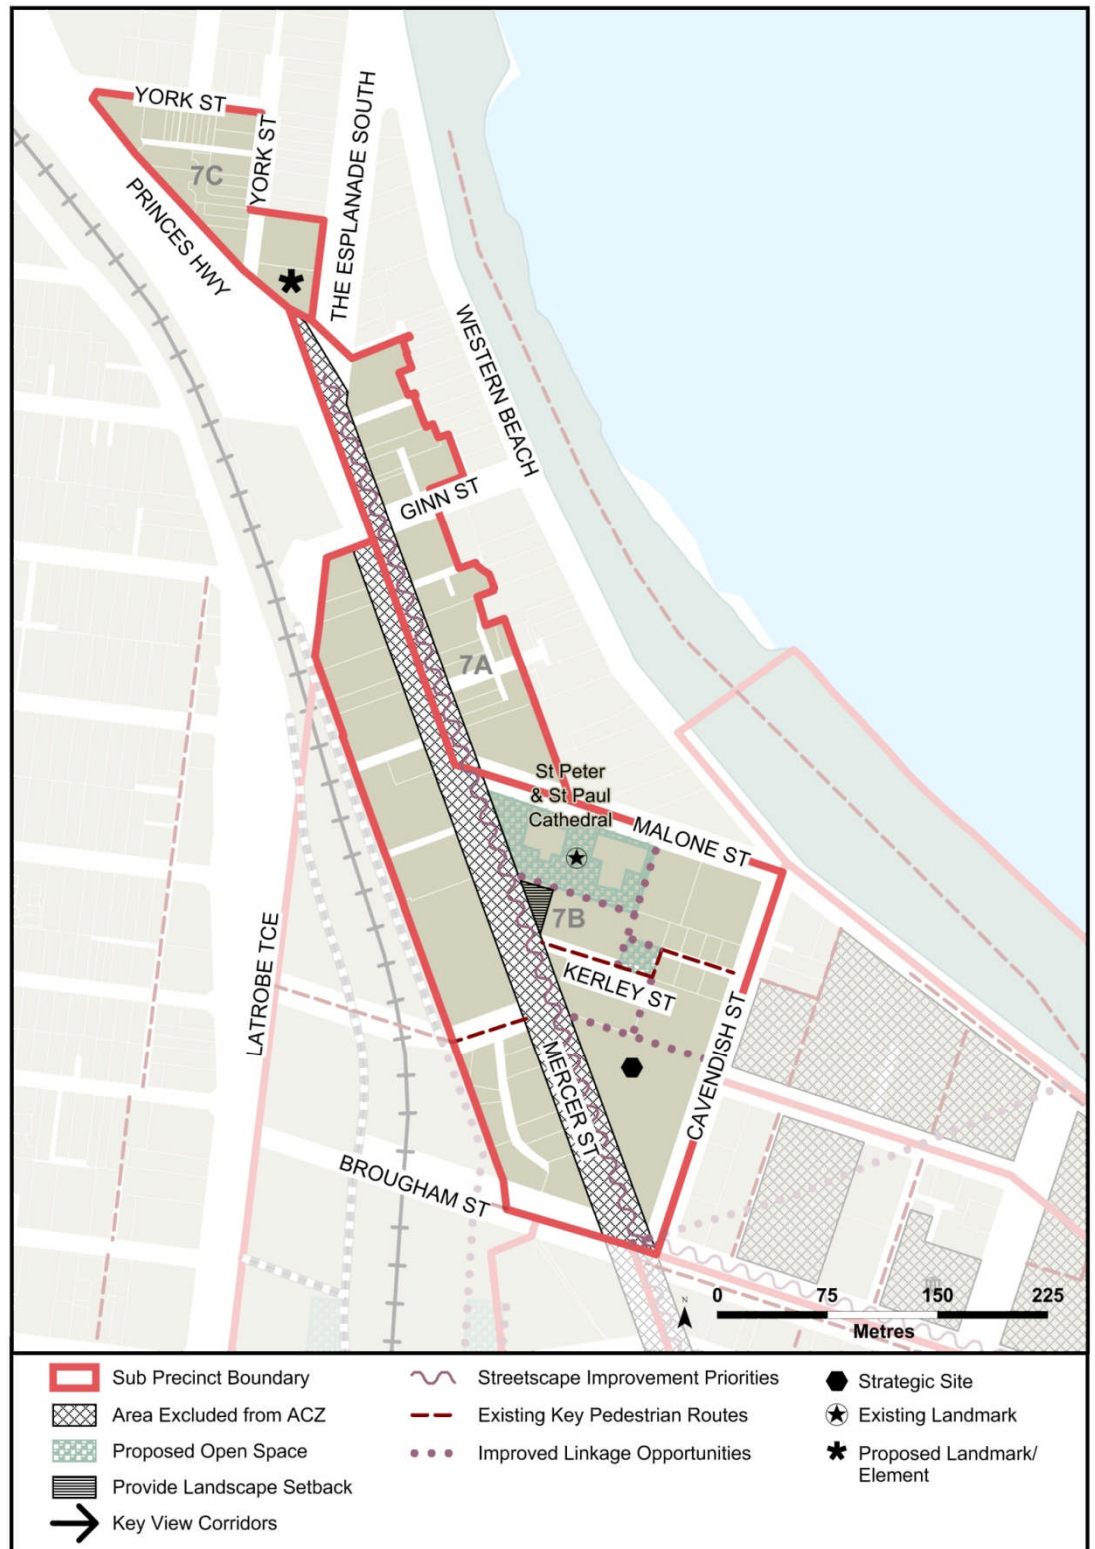 YORK ST
YORK ST
7C
PRINCES HWY
THE ESPLANADE SOUTH
WESTERN BEACH
GINN ST
7A
St Peter
& St Paul
Cathedral
MALONE ST
7B
KERLEY ST
LATROBE TCE
CAVENDISH ST
MERCER ST
BROUGHAM ST
N
0 75 150 225
Metres
Sub Precinct Boundary
Area Excluded from ACZ
Proposed Open Space
Provide Landscape Setback
Key View Corridors
Streetscape Improvement Priorities
Existing Key Pedestrian Routes
Improved Linkage Opportunities
Strategic Site
Existing Landmark
Proposed Landmark/
Element